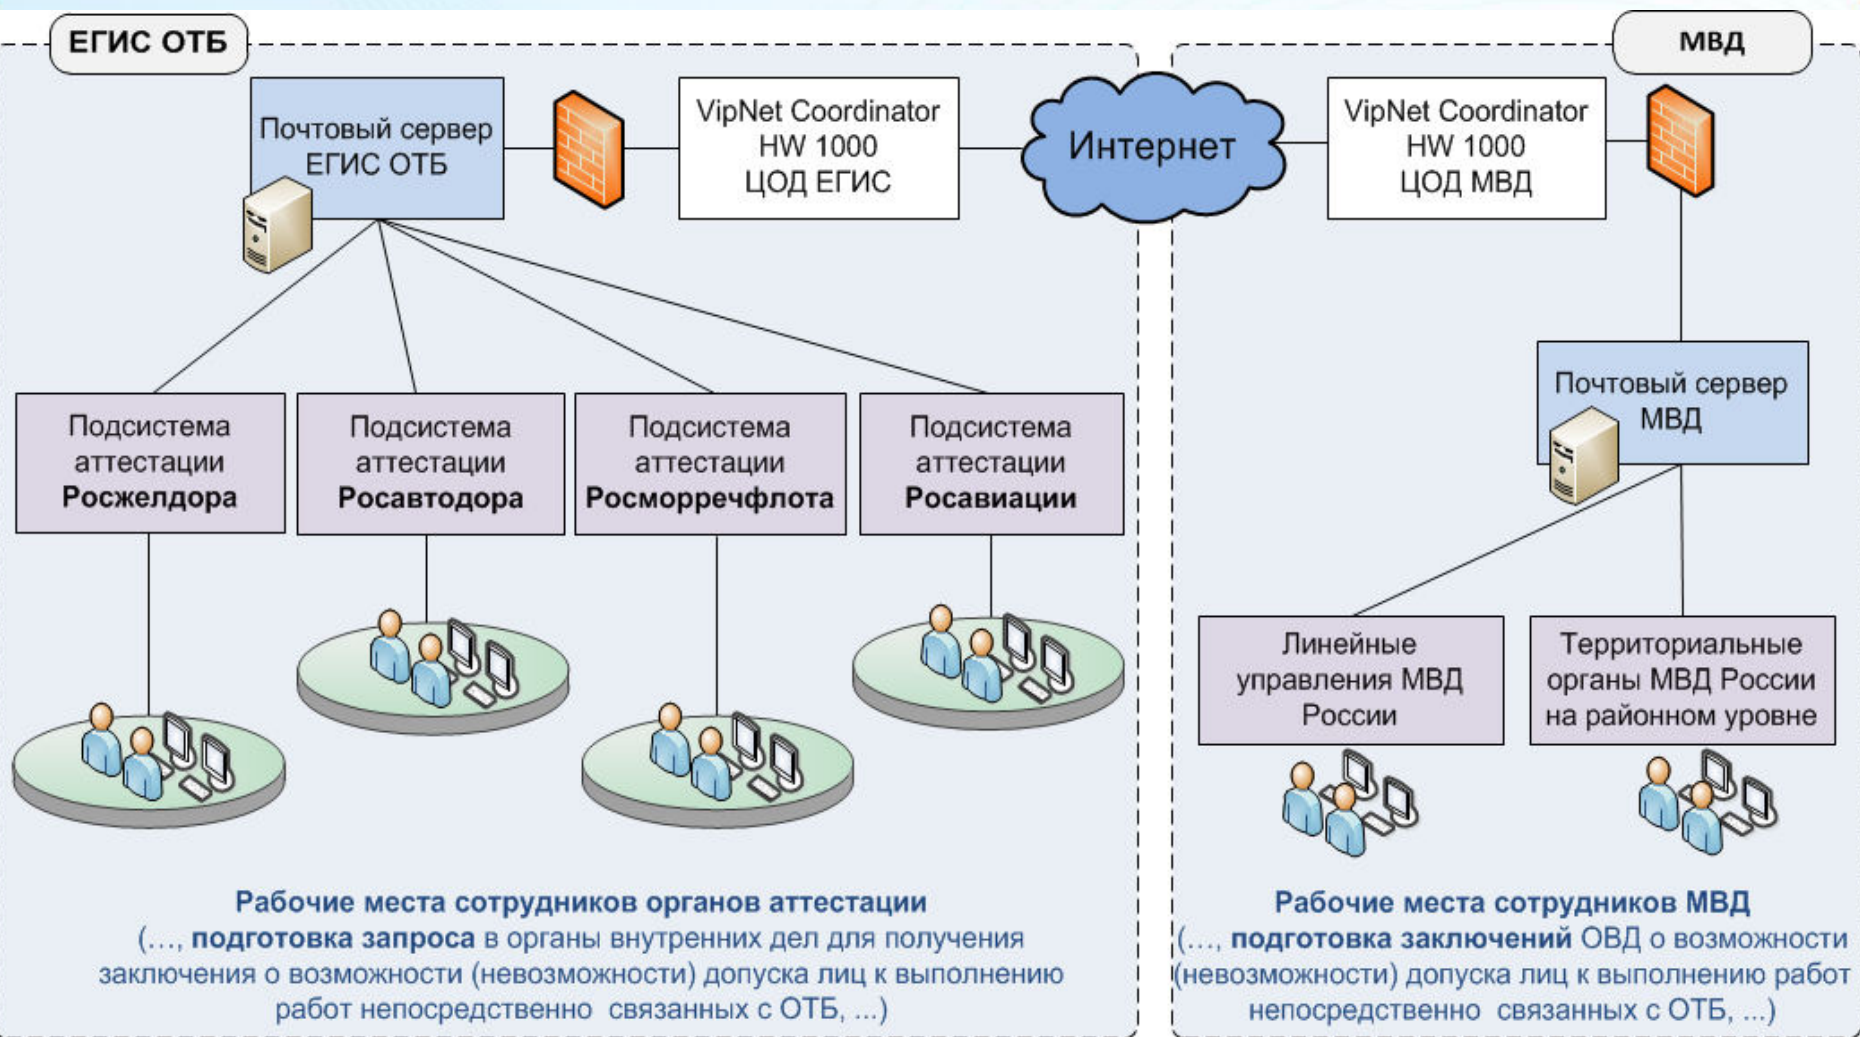 ЕГИС ОТБ
МВД
Почтовый сервер
ЕГИС ОТБ
VipNet Coordinator
HW 1000
ЦОД ЕГИС
Интернет
VipNet Coordinator
HW 1000
ЦОД МВД
Почтовый сервер
МВД
Подсистема
аттестации
Росжелдора
Подсистема
аттестации
Росавтодора
Подсистема
аттестации
Росморречфлота
Подсистема
аттестации
Росавиации
Линейные
управления МВД
России
Территориальные
органы МВД России
на районном уровне
Рабочие места сотрудников органов аттестации
(..., подготовка запроса в органы внутренних дел для получения
заключения о возможности (невозможности) допуска лиц к выполнению
работ непосредственно связанных с ОТБ, ...)
Рабочие места сотрудников МВД
(..., подготовка заключений ОВД о возможности
(невозможности) допуска лиц к выполнению работ
непосредственно связанных с ОТБ, ...)